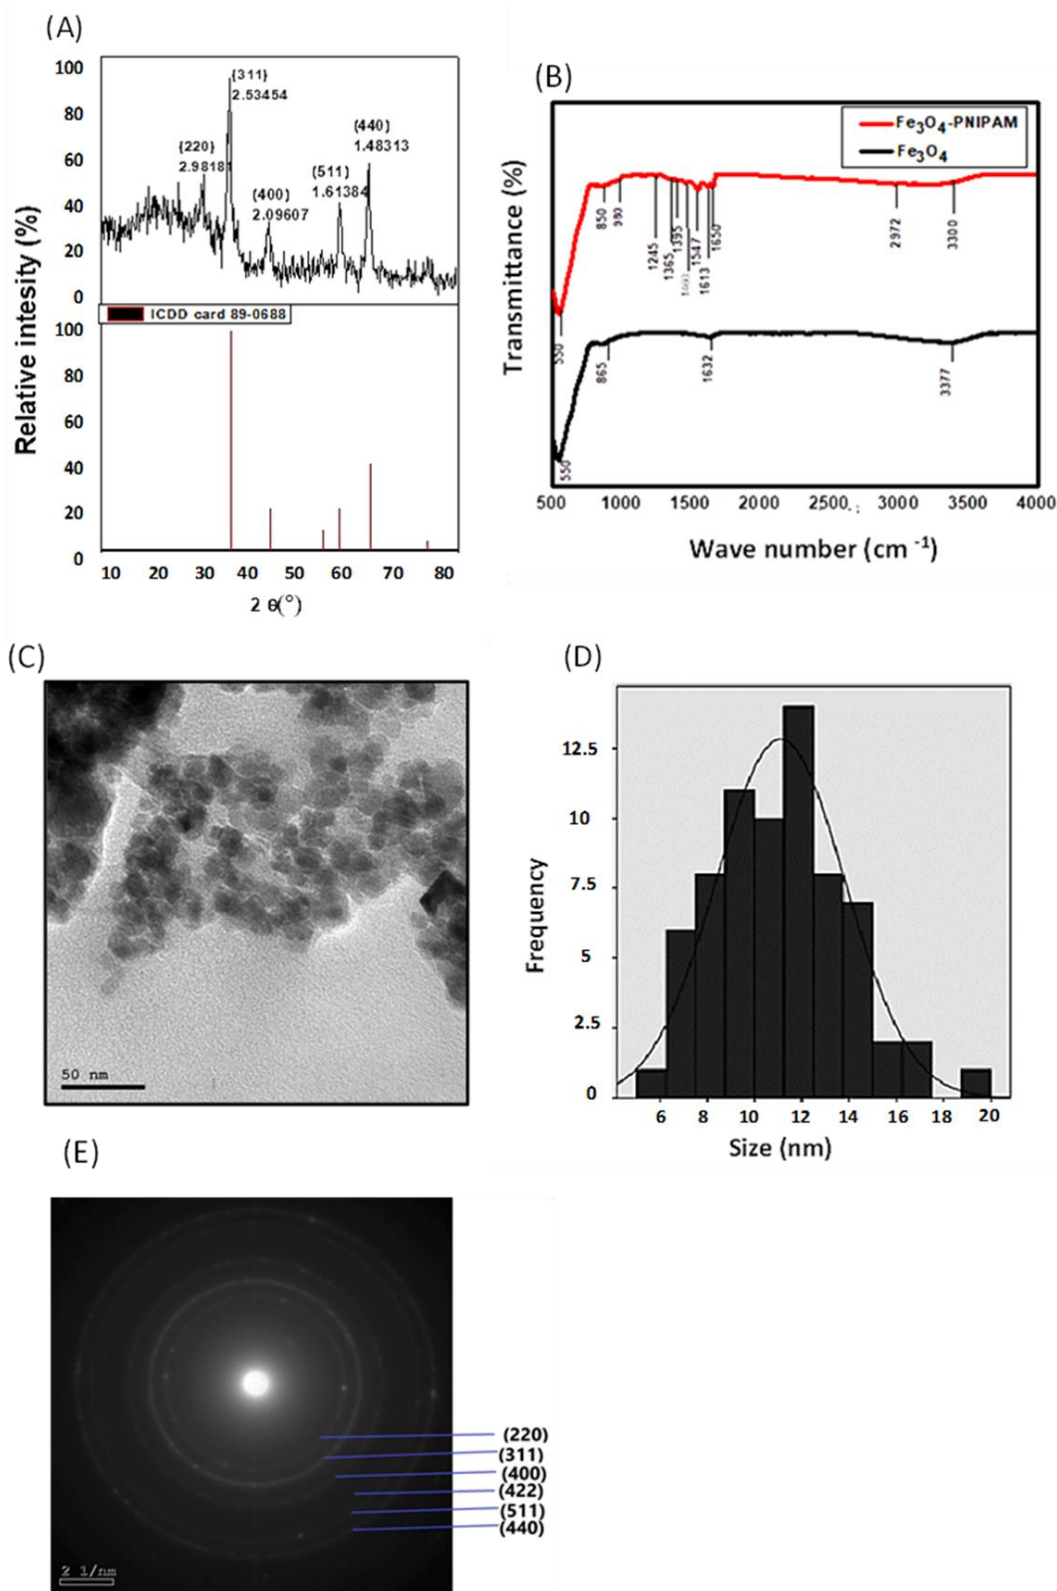 (A)
100
80
60
40
20
0
(311)
2.53454
(220)
2.98181
(400)
2.09607
(511)
1.61384
(440)
1.48313
ICDD card 89-0688
100
80
60
40
20
0
10 20 30 40 50 60 70 80
2 θ(°)
Relative intesity (%)
(B)
Transmittance (%)
Fe3O4-PNIPAM
Fe3O4
550
850
980
1245
1365
1395
1547
1613
1650
2972
3300
550
865
1632
3377
500 1000 1500 2000 2500 3000 3500 4000
Wave number (cm -1)
(C)
50 nm
(D)
Frequency
12.5
10
7.5
5
2.5
0
6 8 10 12 14 16 18 20
Size (nm)
(E)
(220)
(311)
(400)
(422)
(511)
(440)
2 1/nm